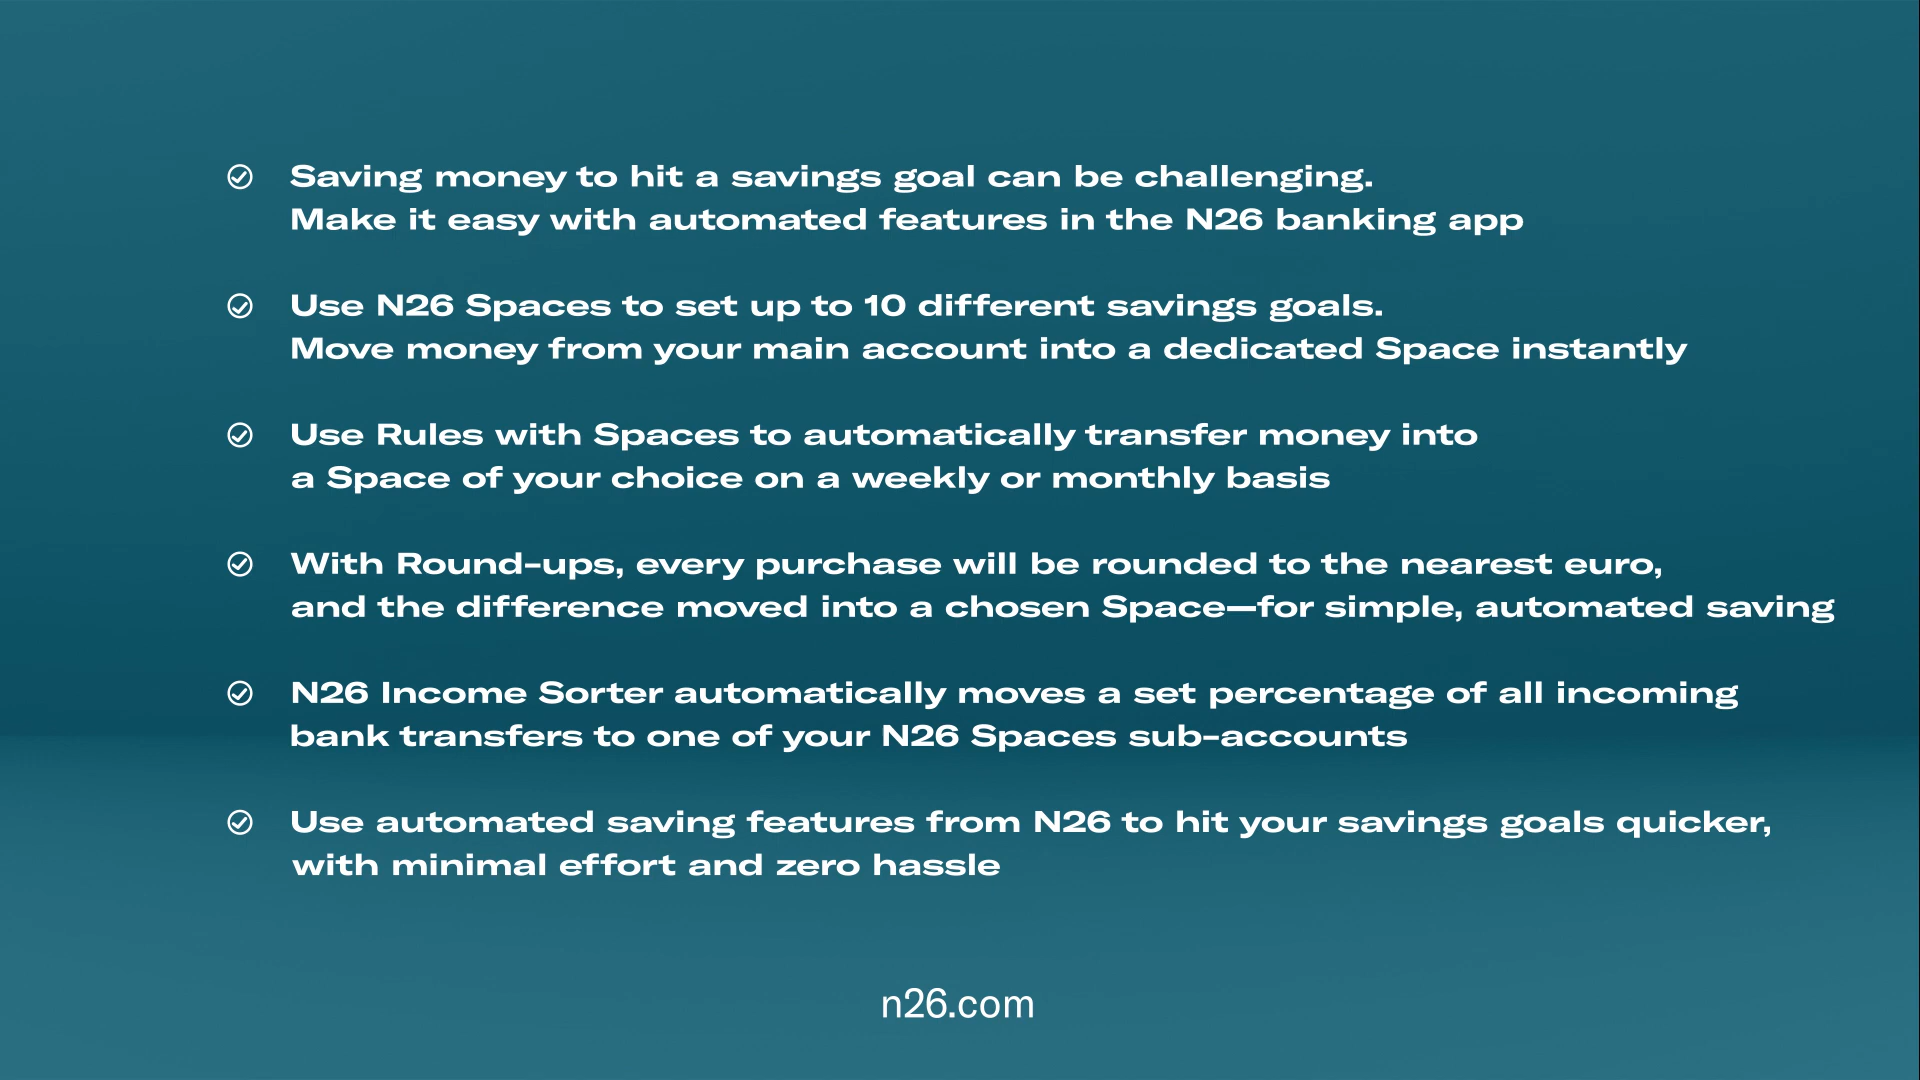 Saving money to hit a savings goal can be challenging.
Make it easy with automated features in the N26 banking app
Use N26 Spaces to set up to 10 different savings goals.
Move money from your main account into a dedicated Space instantly
Use Rules with Spaces to automatically transfer money into
a Space of your choice on a weekly or monthly basis
With Round-ups, every purchase will be rounded to the nearest euro,
and the difference moved into a chosen Space—for simple, automated saving
N26 Income Sorter automatically moves a set percentage of all incoming
bank transfers to one of your N26 Spaces sub-accounts
Use automated saving features from N26 to hit your savings goals quicker,
with minimal effort and zero hassle
n26.com